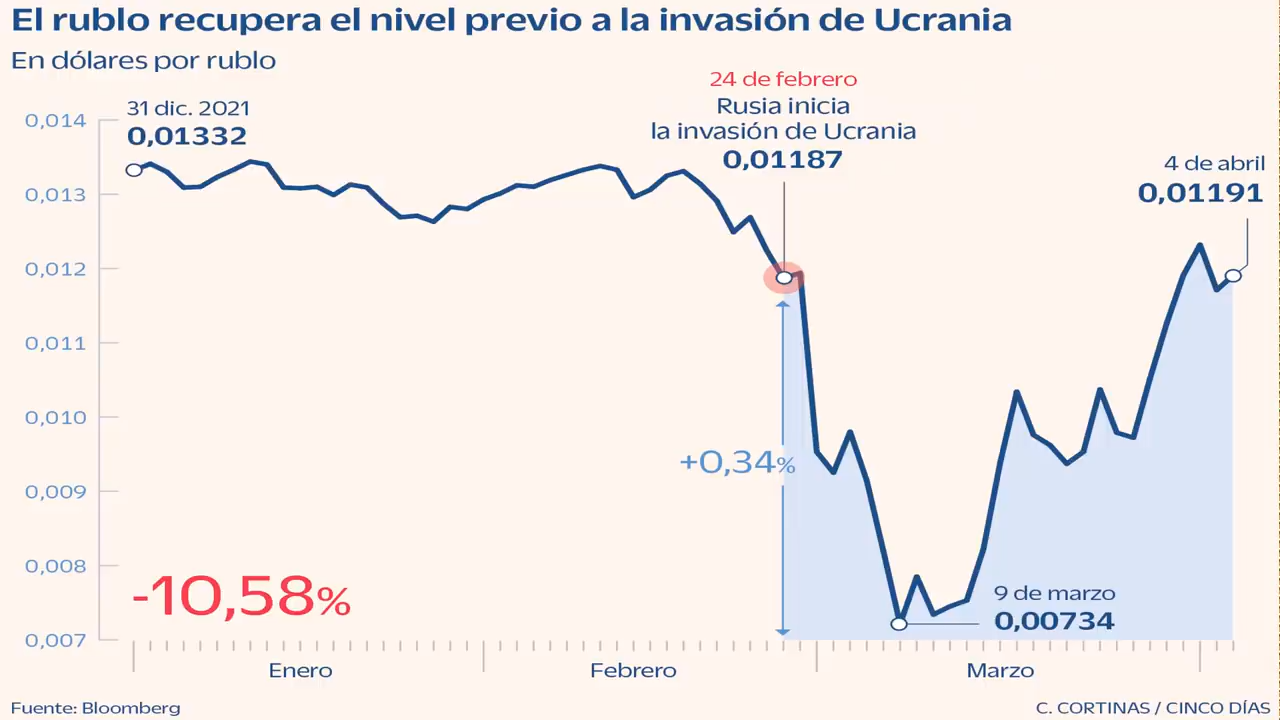 El rublo recupera el nivel previo a la invasión de Ucrania
En dólares por rublo
24 de febrero
Rusia inicia
la invasión de Ucrania
0,01187
31 dic. 2021
0,01332
4 de abril
0,01191
0,014
0,013
0,012
0,011
0,010
0,009
0,008
0,007
+0,34%
-10,58%
9 de marzo
0,00734
Enero
Febrero
Marzo
Fuente: Bloomberg
C. CORTINAS / CINCO DÍAS